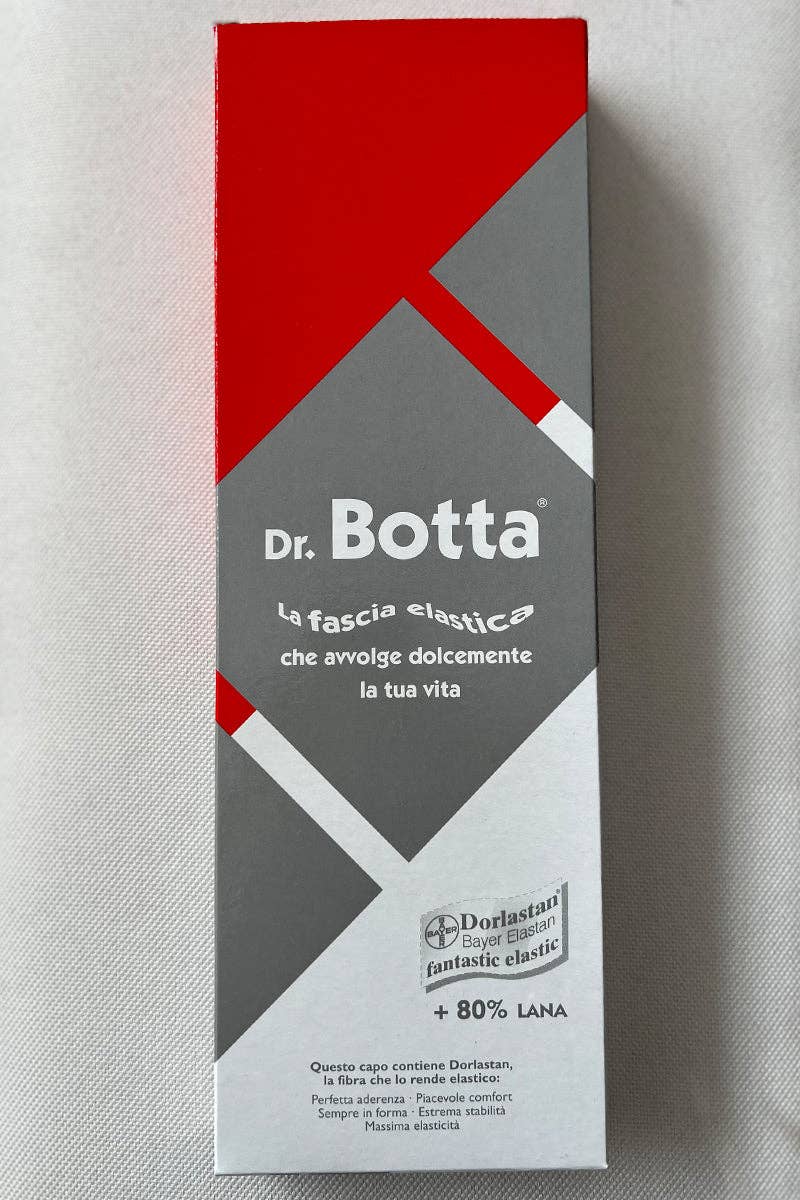 Dr. Botta®
La fascia elastica
che avvolge dolcemente
la tua vita
BAYER
BAYER
Dorlastan®
Bayer Elastan
fantastic elastic
+ 80% LANA
Questo capo contiene Dorlastan,
la fibra che lo rende elastico:
Perfetta aderenza · Piacevole comfort
Sempre in forma · Estrema stabilità
Massima elasticità